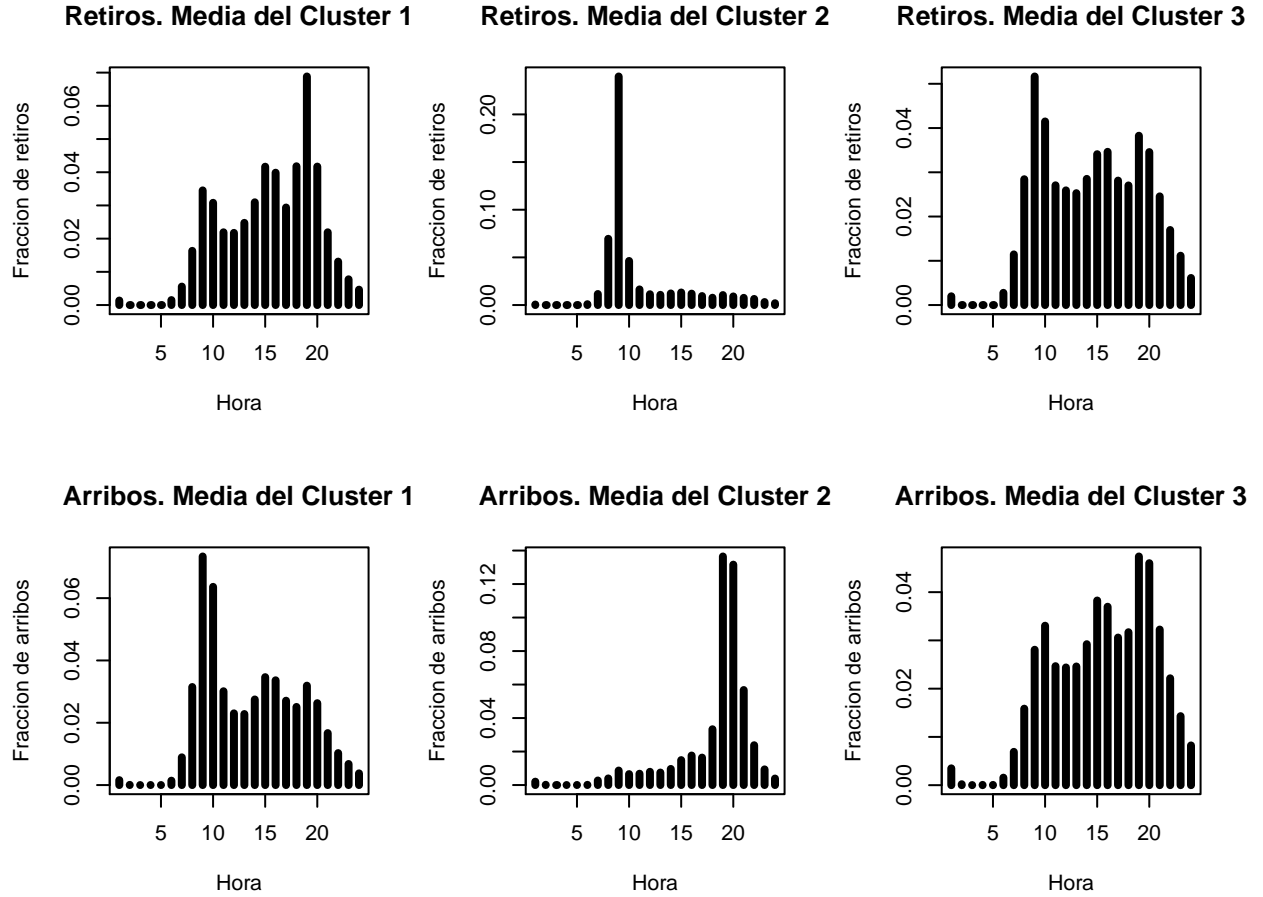 Retiros. Media del Cluster 1
Fraccion de retiros
0.00 0.02 0.04 0.06
5 10 15 20
Hora
Retiros. Media del Cluster 2
Fraccion de retiros
0.00 0.10 0.20
5 10 15 20
Hora
Retiros. Media del Cluster 3
Fraccion de retiros
0.00 0.02 0.04
5 10 15 20
Hora
Arribos. Media del Cluster 1
Fraccion de arribos
0.00 0.02 0.04 0.06
5 10 15 20
Hora
Arribos. Media del Cluster 2
Fraccion de arribos
0.00 0.04 0.08 0.12
5 10 15 20
Hora
Arribos. Media del Cluster 3
Fraccion de arribos
0.00 0.02 0.04
5 10 15 20
Hora